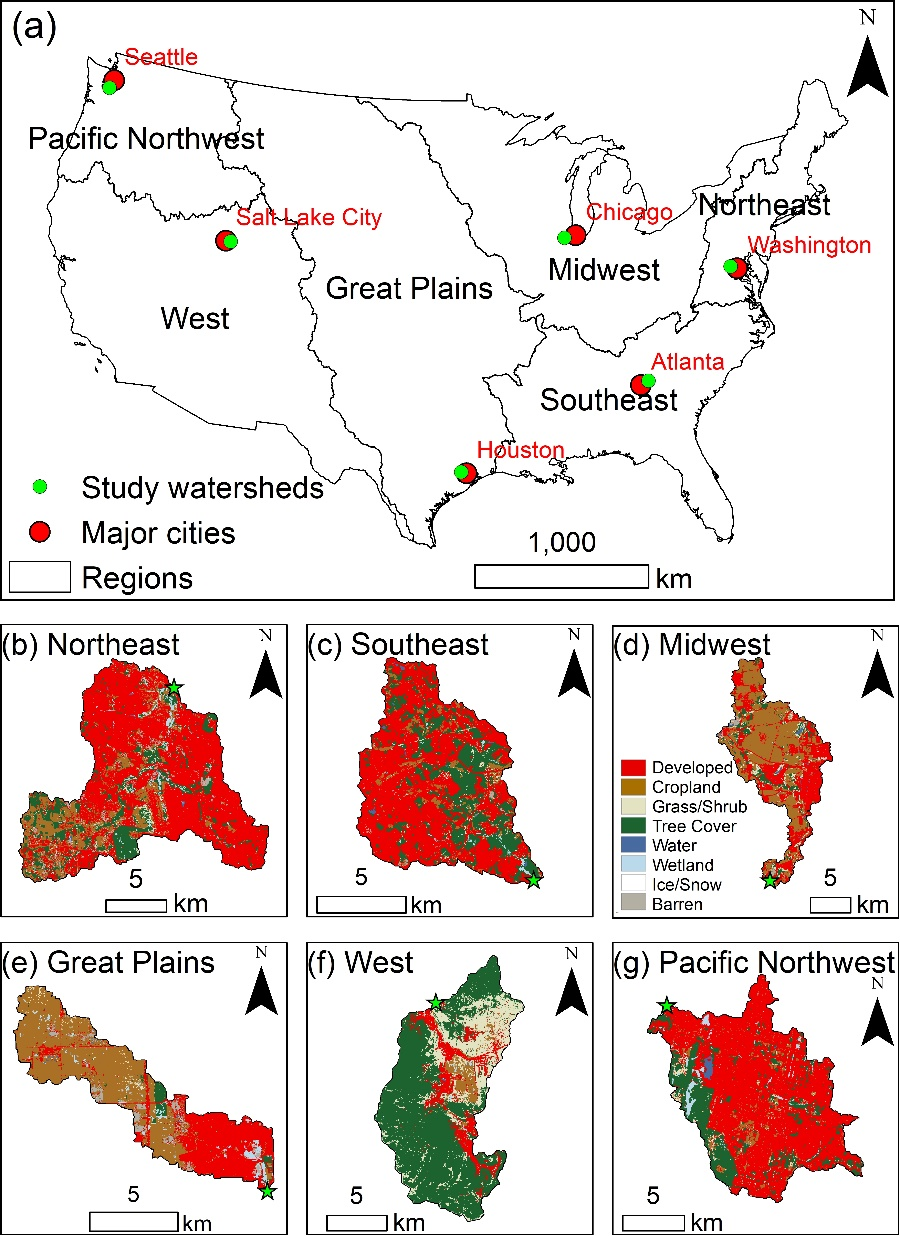 (a)
N
Seattle
Pacific Northwest
Salt Lake City
Chicago
Northeast
Washington
Midwest
Great Plains
West
Atlanta
Southeast
Houston
Study watersheds
Major cities
Regions
1,000
km
(b) Northeast
N
5
km
(c) Southeast
N
5
km
(d) Midwest
N
Developed
Cropland
Grass/Shrub
Tree Cover
Water
Wetland
Ice/Snow
Barren
5
km
(e) Great Plains
N
5
km
(f) West
N
5
km
(g) Pacific Northwest
N
5
km